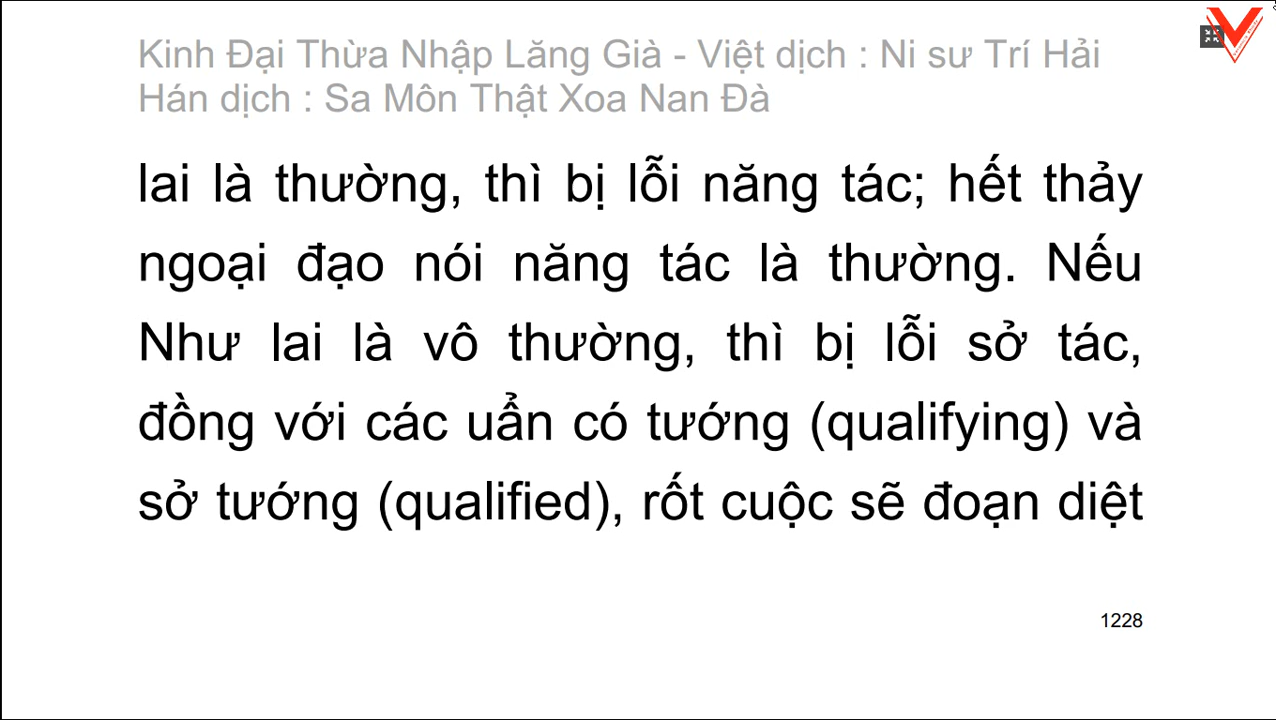 Kinh Đại Thừa Nhập Lăng Già - Việt dịch : Ni sư Trí Hải
Hán dịch : Sa Môn Thật Xoa Nan Đà
lai là thường, thì bị lỗi năng tác; hết thảy
ngoại đạo nói năng tác là thường. Nếu
Như lai là vô thường, thì bị lỗi sở tác,
đồng với các uẩn có tướng (qualifying) và
sở tướng (qualified), rốt cuộc sẽ đoạn diệt
1228